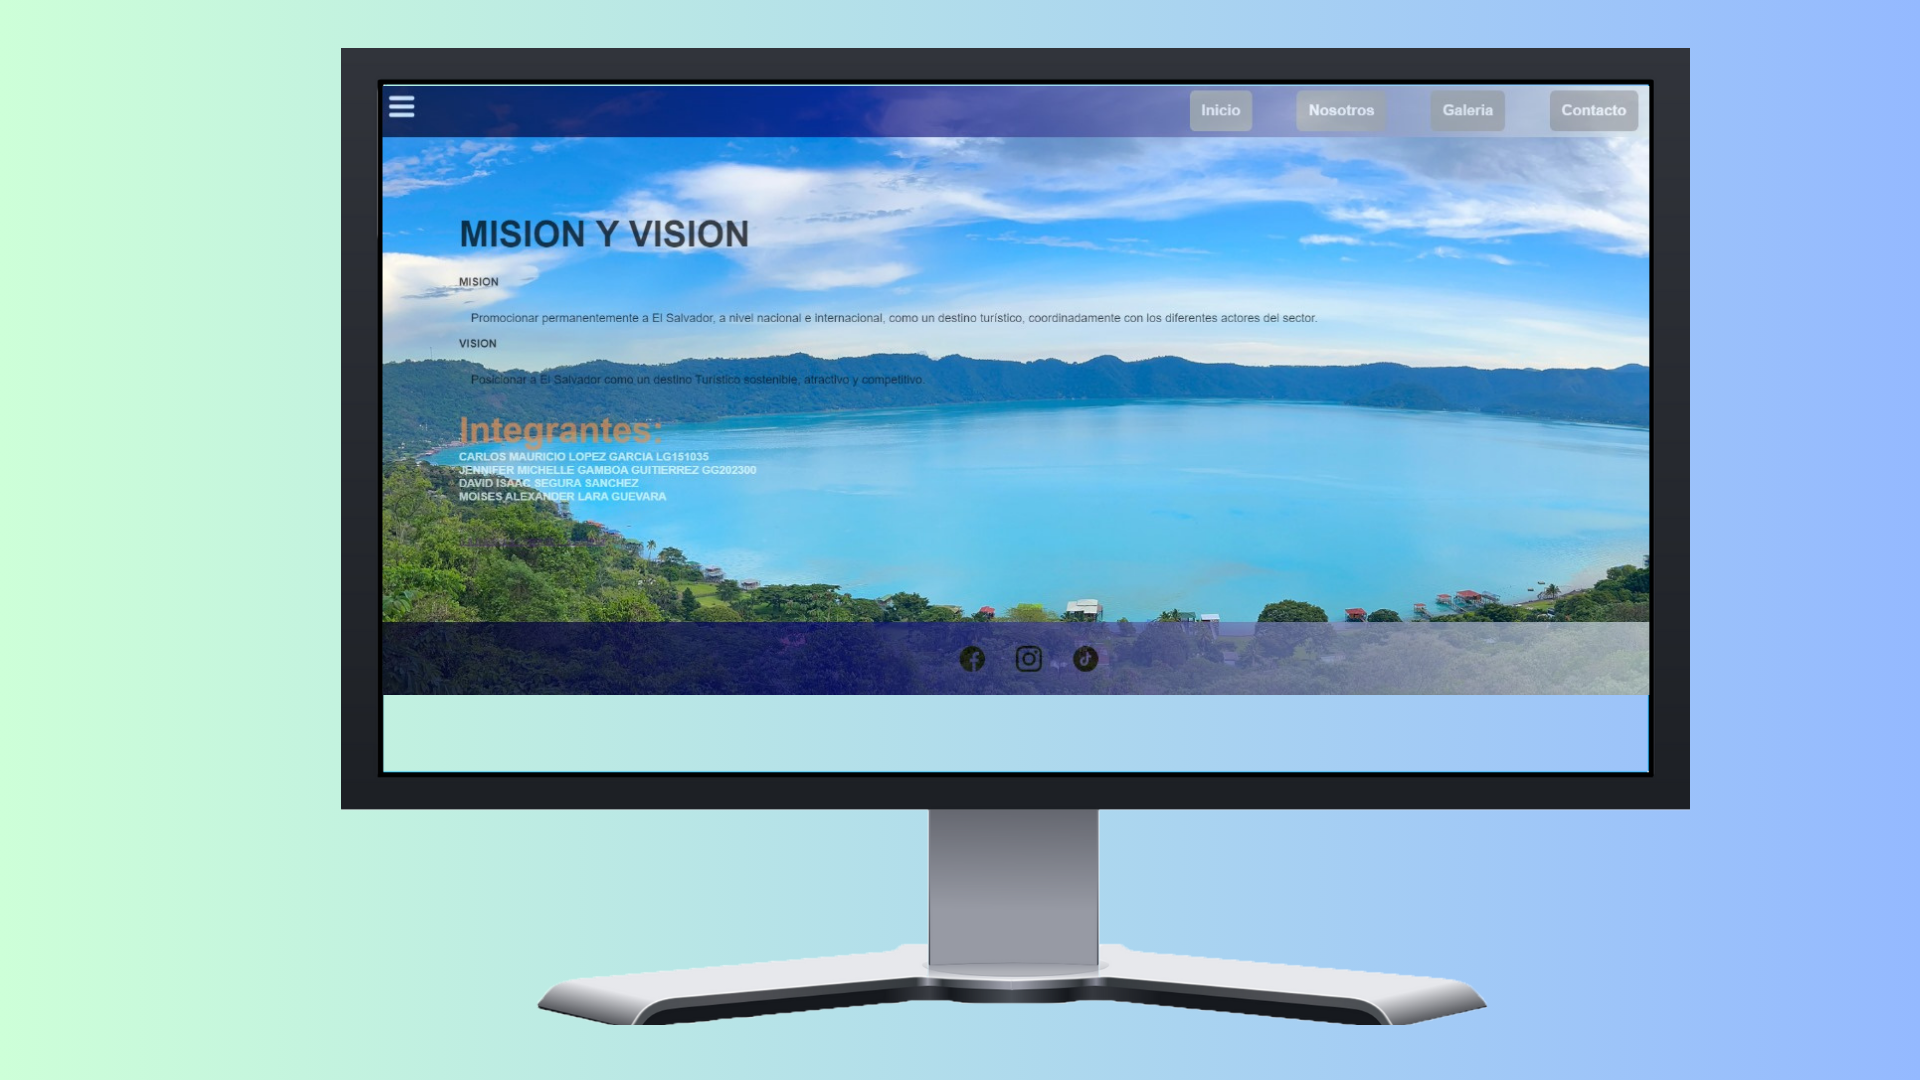 Inicio Nosotros Galeria Contacto
MISION Y VISION
MISION
Promocionar permanentemente a El Salvador, a nivel nacional e internacional, como un destino turístico, coordinadamente con los diferentes actores del sector.
VISION
Posicionar a El Salvador como un destino Turístico sostenible, atractivo y competitivo.
Integrantes:
CARLOS MAURICIO LOPEZ GARCIA LG151035
JENNIFER MICHELLE GAMBOA GUITIERREZ GG202300
DAVID ISAAC SEGURA SANCHEZ
MOISES ALEXANDER LARA GUEVARA